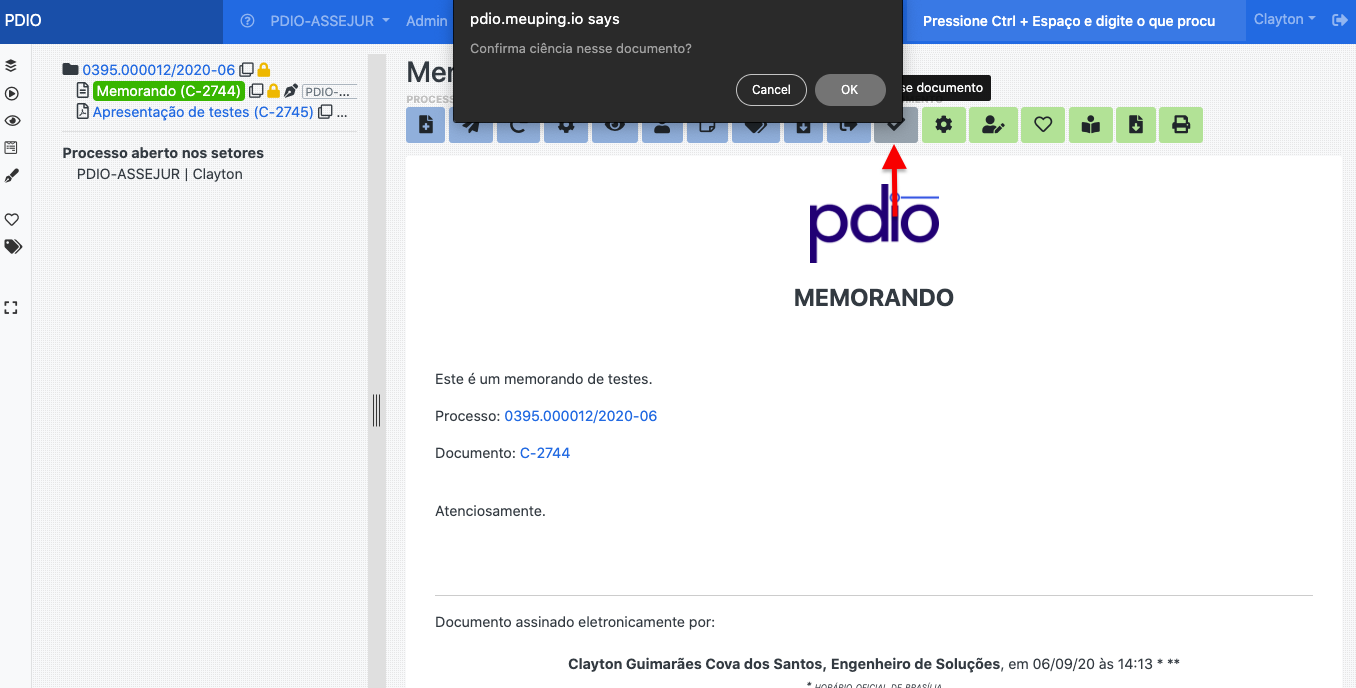 PDIO
PDIO-ASSEJUR
Admin
pdio.meuping.io says
Confirma ciência nesse documento?
Cancel
OK
Pressione Ctrl + Espaço e digite o que procu
Clayton
0395.000012/2020-06
Memorando (C-2744)
PDIO-...
Apresentação de testes (C-2745) ...
Processo aberto nos setores
PDIO-ASSEJUR | Clayton
se documento
pdio
MEMORANDO
Este é um memorando de testes.
Processo: 0395.000012/2020-06
Documento: C-2744
Atenciosamente.
Documento assinado eletronicamente por:
Clayton Guimarães Cova dos Santos, Engenheiro de Soluções, em 06/09/20 às 14:13 * **
* HORÁRIO OFICIAL DE BRASÍLIA